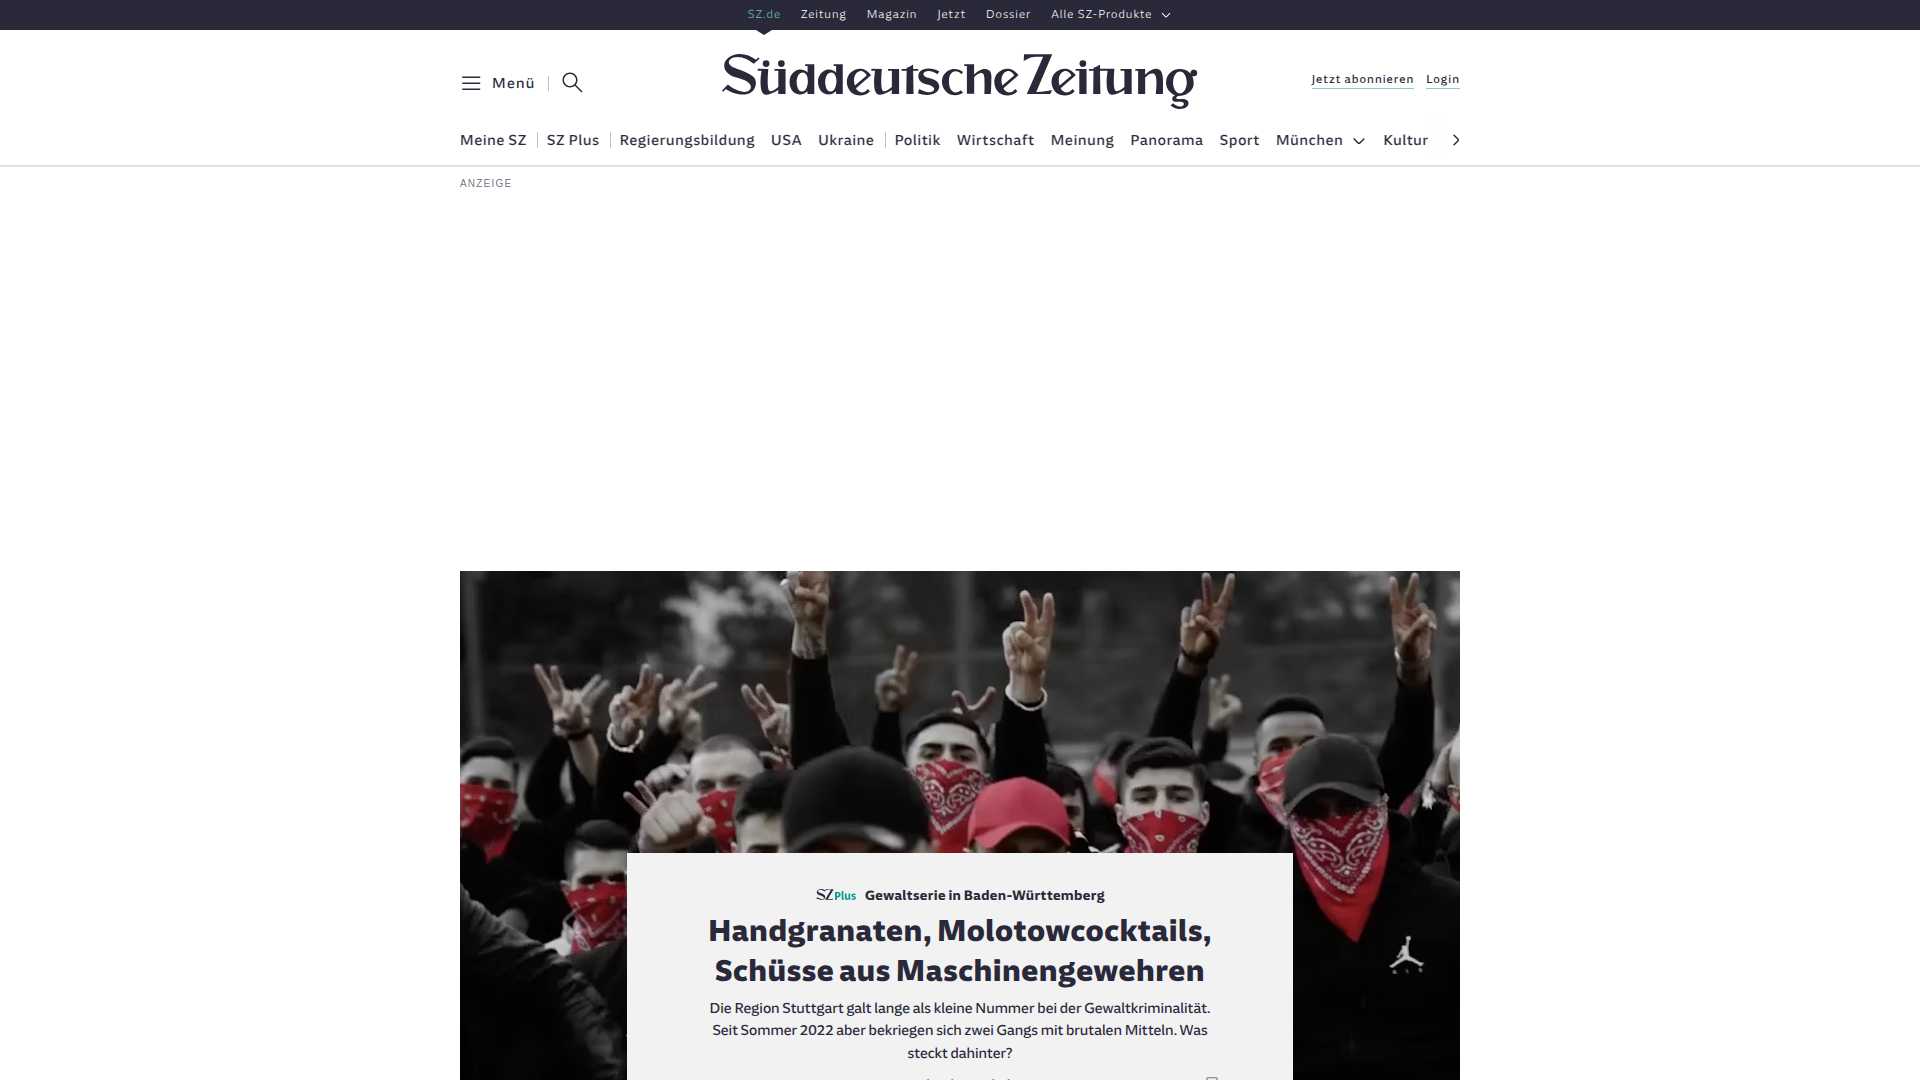 SZ.de Zeitung Magazin Jetzt Dossier Alle SZ-Produkte
Menü
Süddeutsche Zeitung
Jetzt abonnieren Login
Meine SZ SZ Plus Regierungsbildung USA Ukraine Politik Wirtschaft Meinung Panorama Sport München Kultur
ANZEIGE
SZ Plus Gewaltserie in Baden-Württemberg
Handgranaten, Molotowcocktails,
Schüsse aus Maschinengewehren
Die Region Stuttgart galt lange als kleine Nummer bei der Gewaltkriminalität.
Seit Sommer 2022 aber bekriegen sich zwei Gangs mit brutalen Mitteln. Was
steckt dahinter?